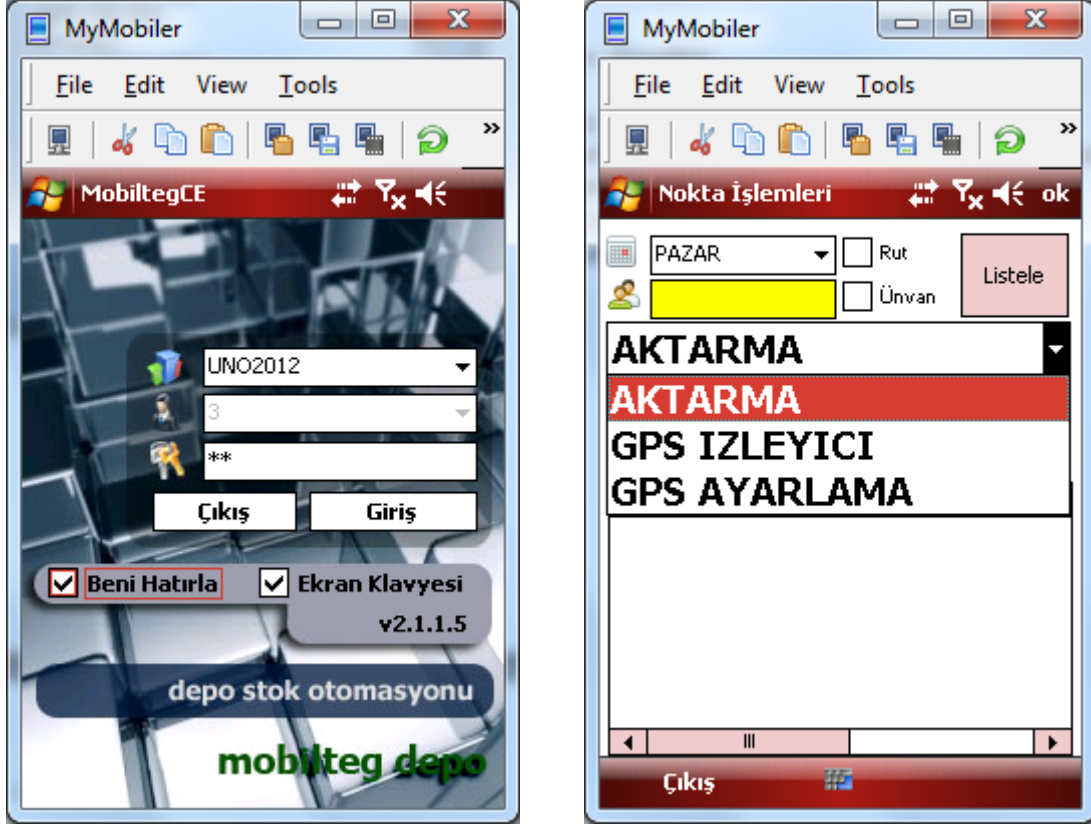 MyMobiler
File Edit View Tools
»
MobiltegCE
UNO2012
3
**
Çıkış Giriş
Beni Hatırla Ekran Klavyesi
v2.1.1.5
depo stok otomasyonu
mobilteg depo
MyMobiler
File Edit View Tools
»
Nokta İşlemleri ok
PAZAR Rut
Listele
Ünvan
AKTARMA
AKTARMA
GPS IZLEYICI
GPS AYARLAMA
Çıkış